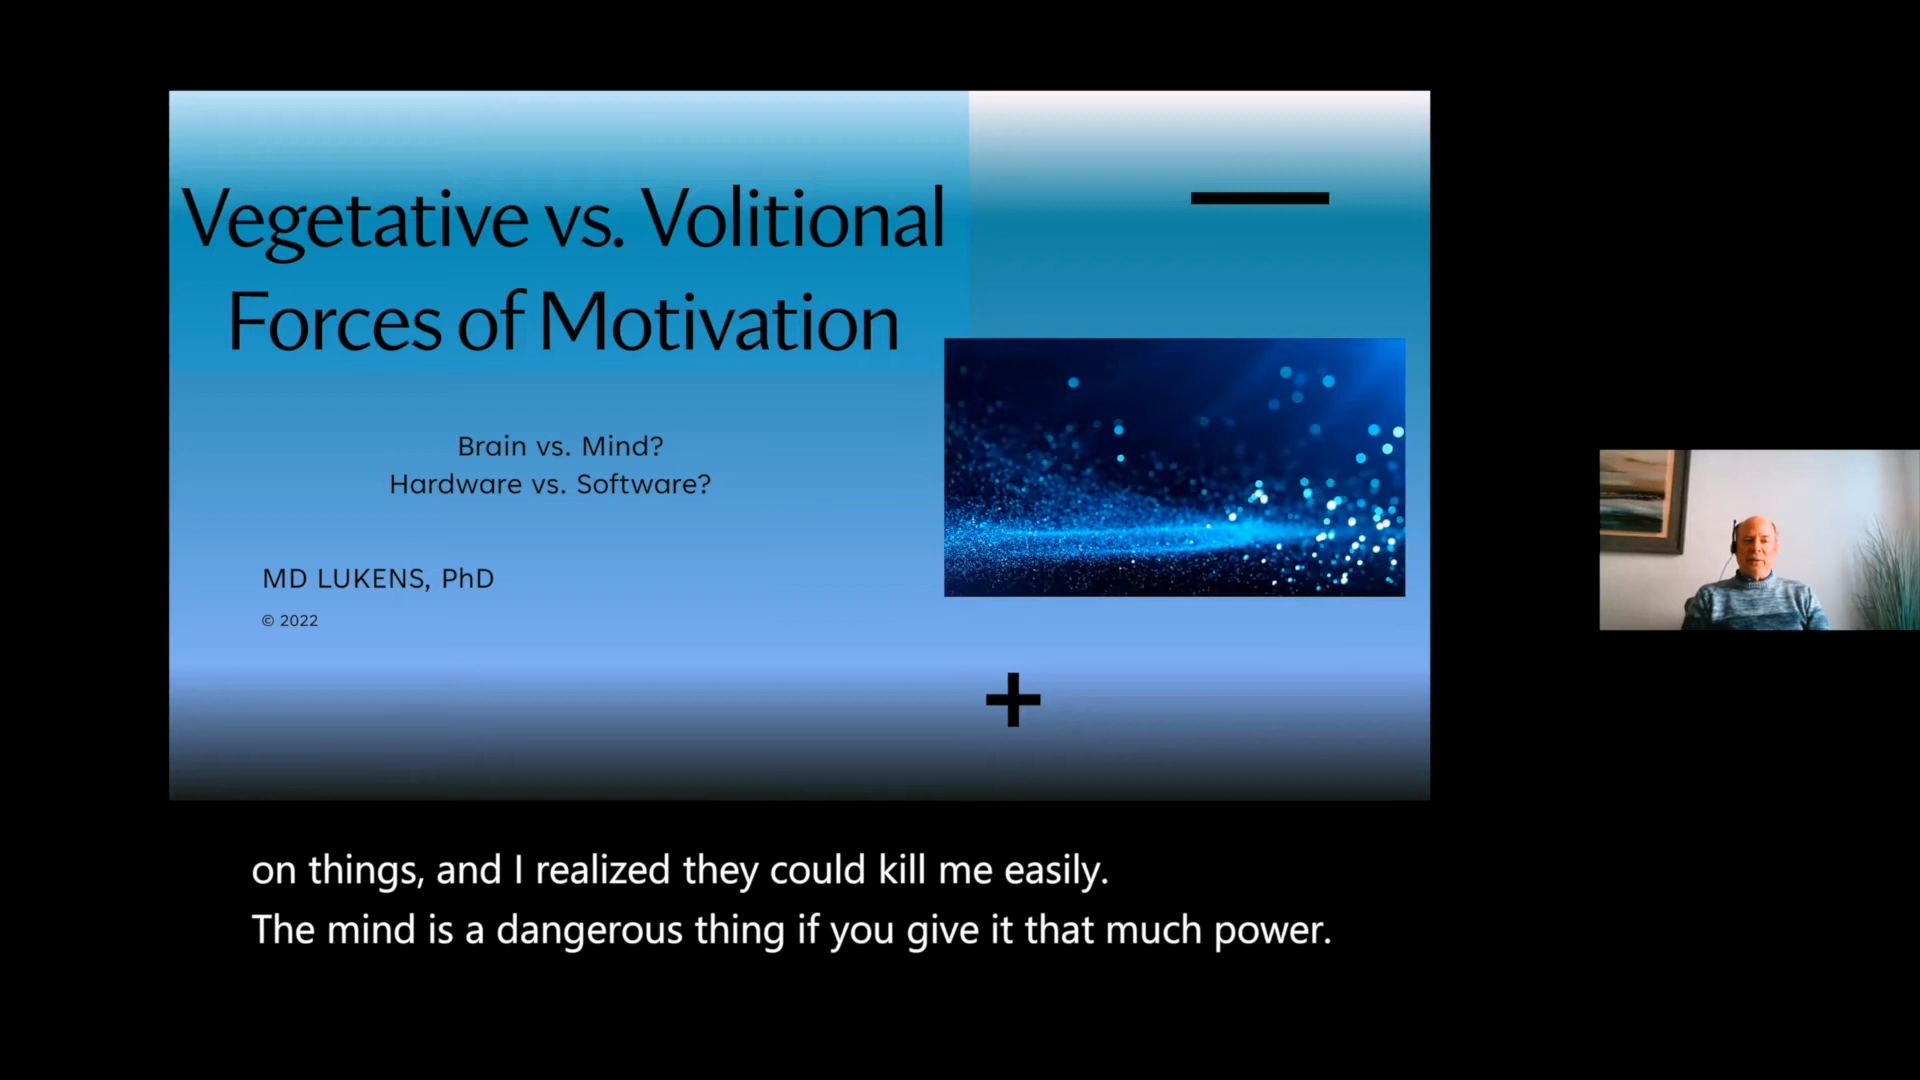 Vegetative vs. Volitional
Forces of Motivation
Brain vs. Mind?
Hardware vs. Software?
MD LUKENS, PhD
© 2022
on things, and I realized they could kill me easily.
The mind is a dangerous thing if you give it that much power.